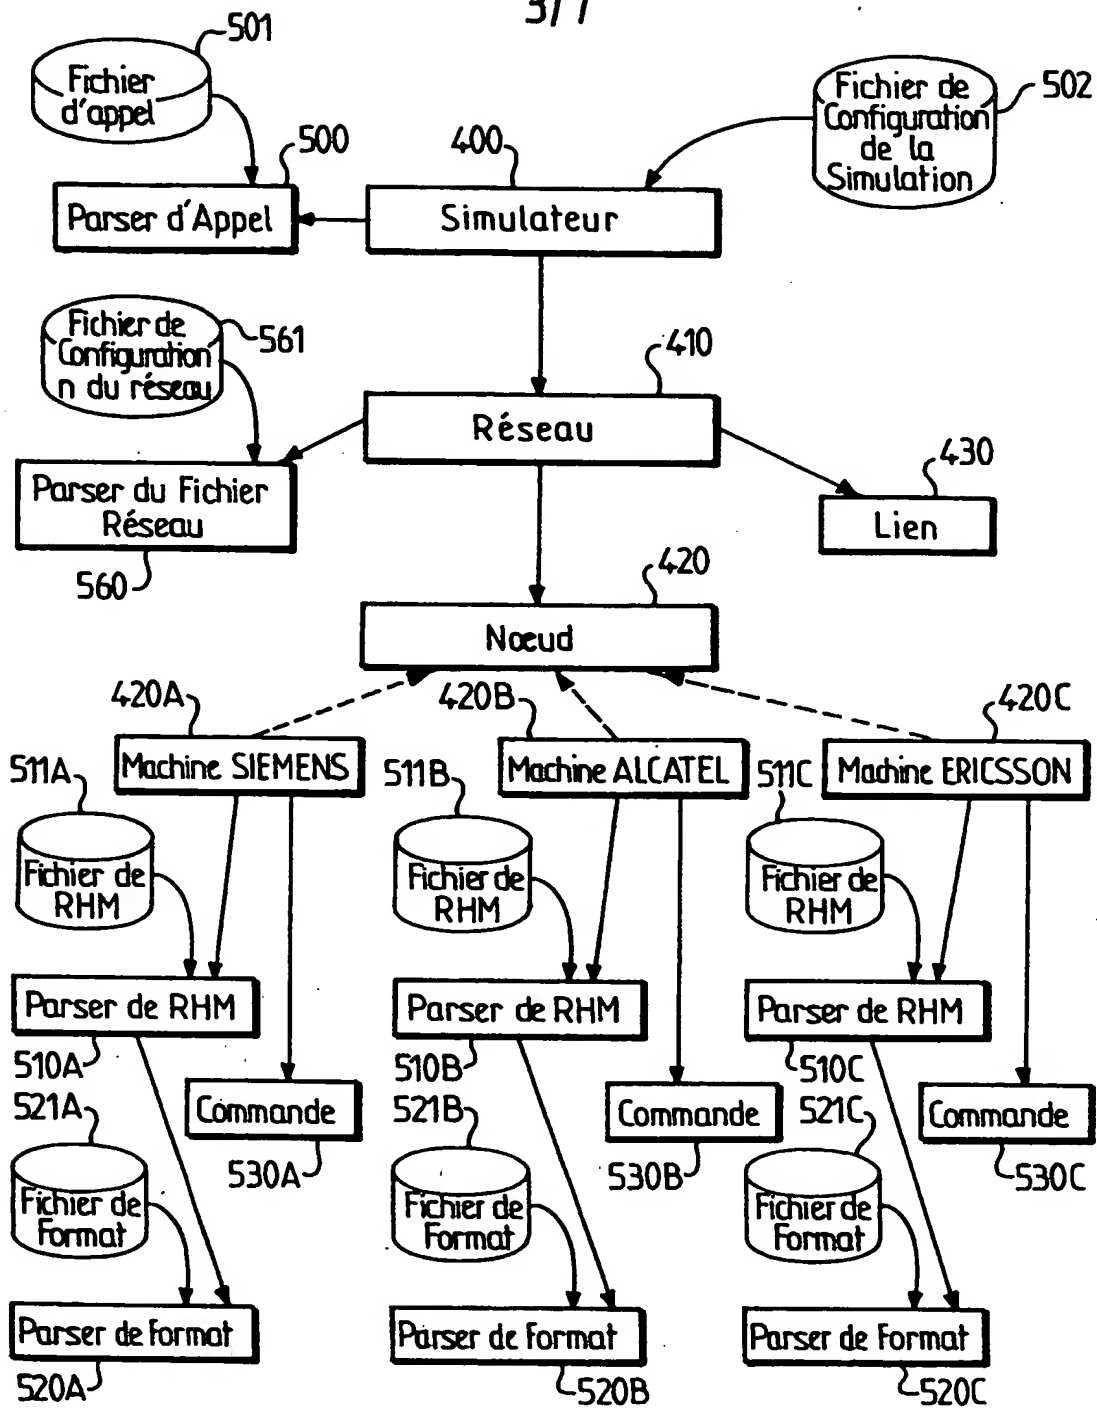 3/7
501
Fichier
d'appel
502
Fichier de
Configuration
de la
Simulation
500
400
Parser d'Appel
Simulateur
Fichier de
Configuration
n du réseau
561
410
Réseau
430
Parser du Fichier
Réseau
Lien
560
420
Nœud
420A
420B
420C
Machine SIEMENS
Machine ALCATEL
Machine ERICSSON
511A
511B
511C
Fichier de
RHM
Fichier de
RHM
Fichier de
RHM
Parser de RHM
Parser de RHM
Parser de RHM
510A
510B
510C
521A
Commande
521B
Commande
521C
Commande
530A
530B
530C
Fichier de
Format
Fichier de
Format
Fichier de
Format
Parser de Format
Parser de Format
Parser de Format
520A
520B
520C